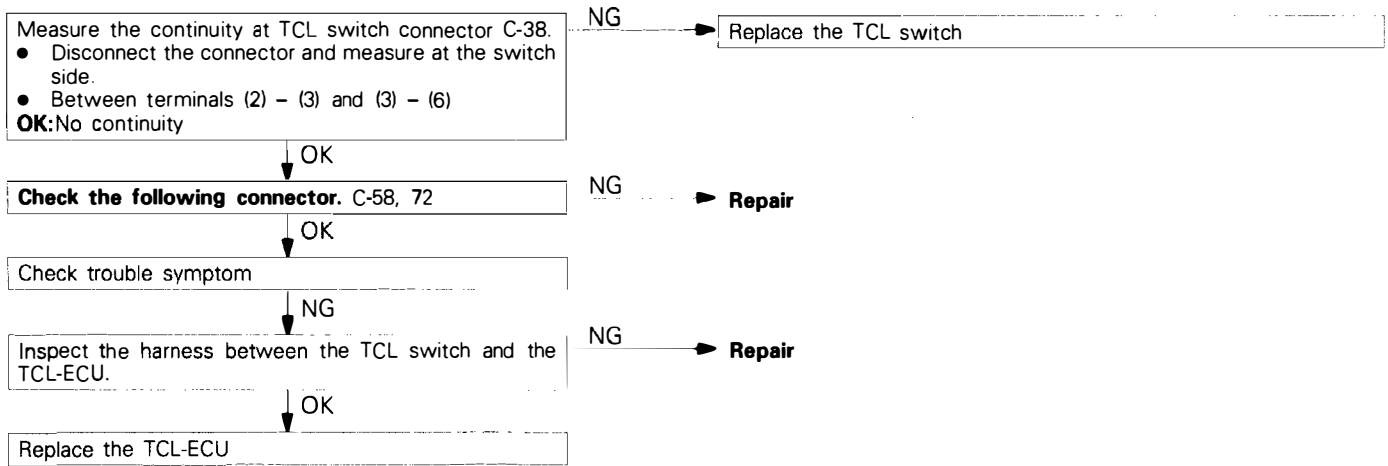 Measure the continuity at TCL switch connector C-38.
● Disconnect the connector and measure at the switch
side.
● Between terminals (2) – (3) and (3) – (6)
OK:No continuity
NG
Replace the TCL switch
OK
Check the following connector. C-58, 72
NG
Repair
OK
Check trouble symptom
NG
Inspect the harness between the TCL switch and the
TCL-ECU.
NG
Repair
OK
Replace the TCL-ECU